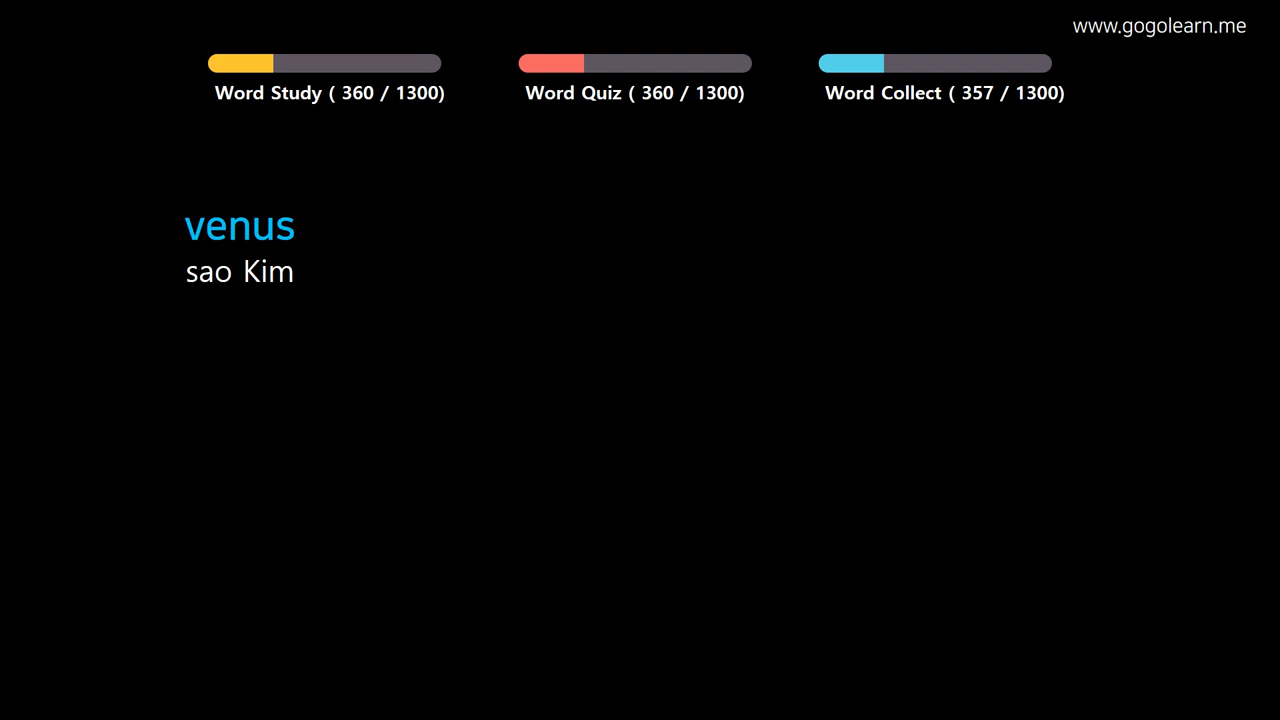 www.gogolearn.me
Word Study ( 360 / 1300)
Word Quiz ( 360 / 1300)
Word Collect ( 357 / 1300)
venus
sao Kim